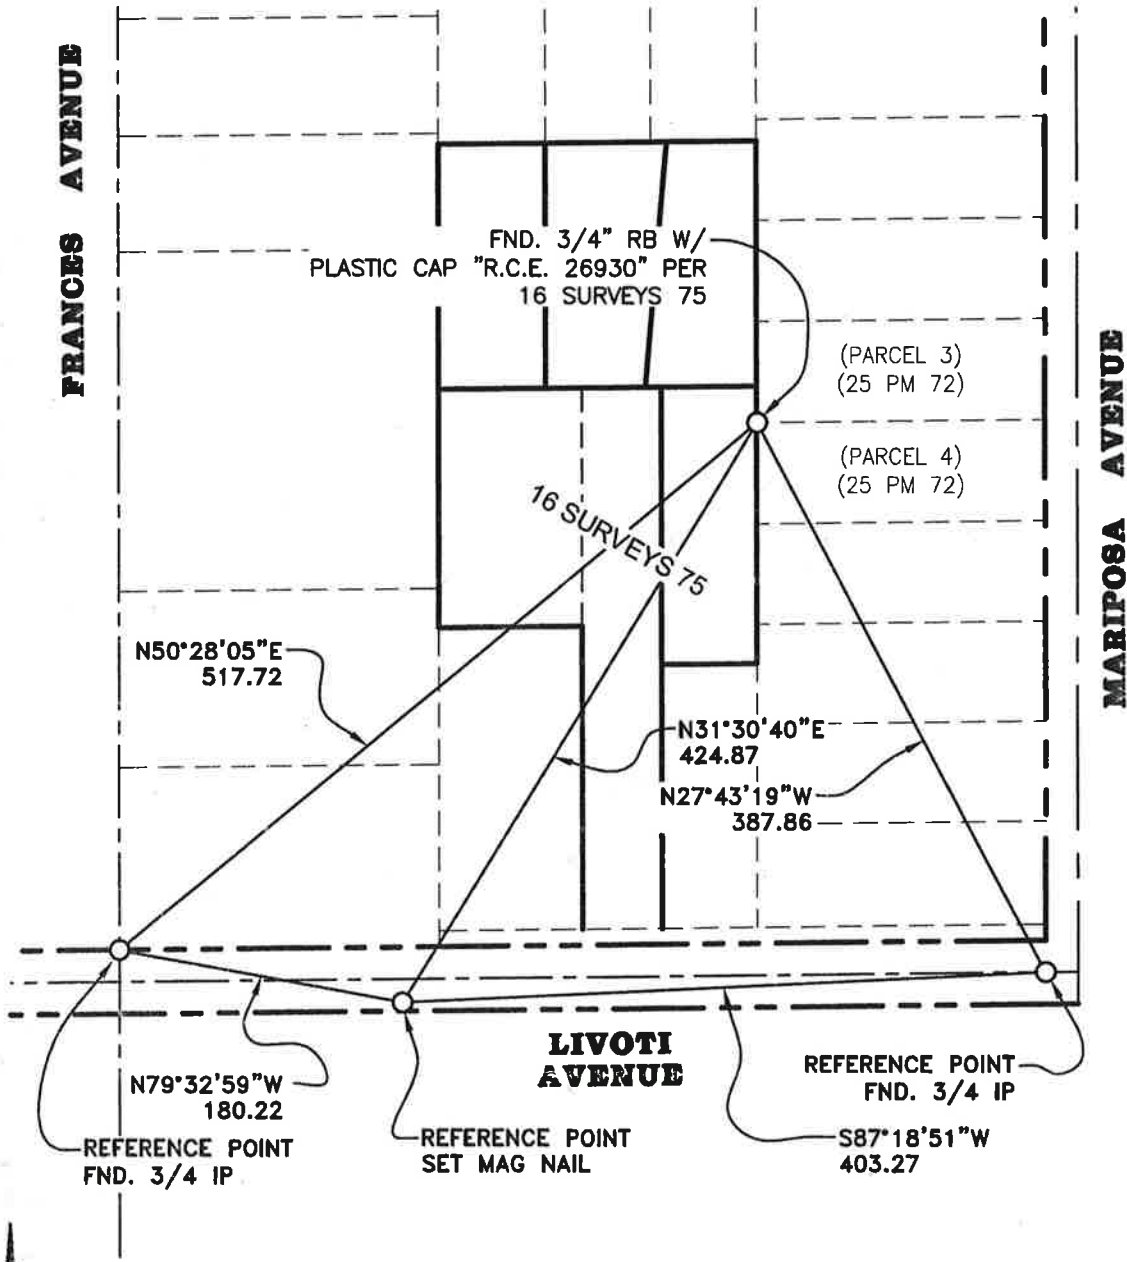 FRANCES AVENUE
FND. 3/4" RB W/
PLASTIC CAP "R.C.E. 26930" PER
16 SURVEYS 75
(PARCEL 3)
(25 PM 72)
MARIPOSA AVENUE
(PARCEL 4)
(25 PM 72)
16 SURVEYS 75
N50°28'05"E
517.72
N31°30'40"E
424.87
N27°43'19"W
387.86
LIVOTI
AVENUE
N79°32'59"W
180.22
REFERENCE POINT
FND. 3/4 IP
REFERENCE POINT
SET MAG NAIL
REFERENCE POINT
FND. 3/4 IP
S87°18'51"W
403.27